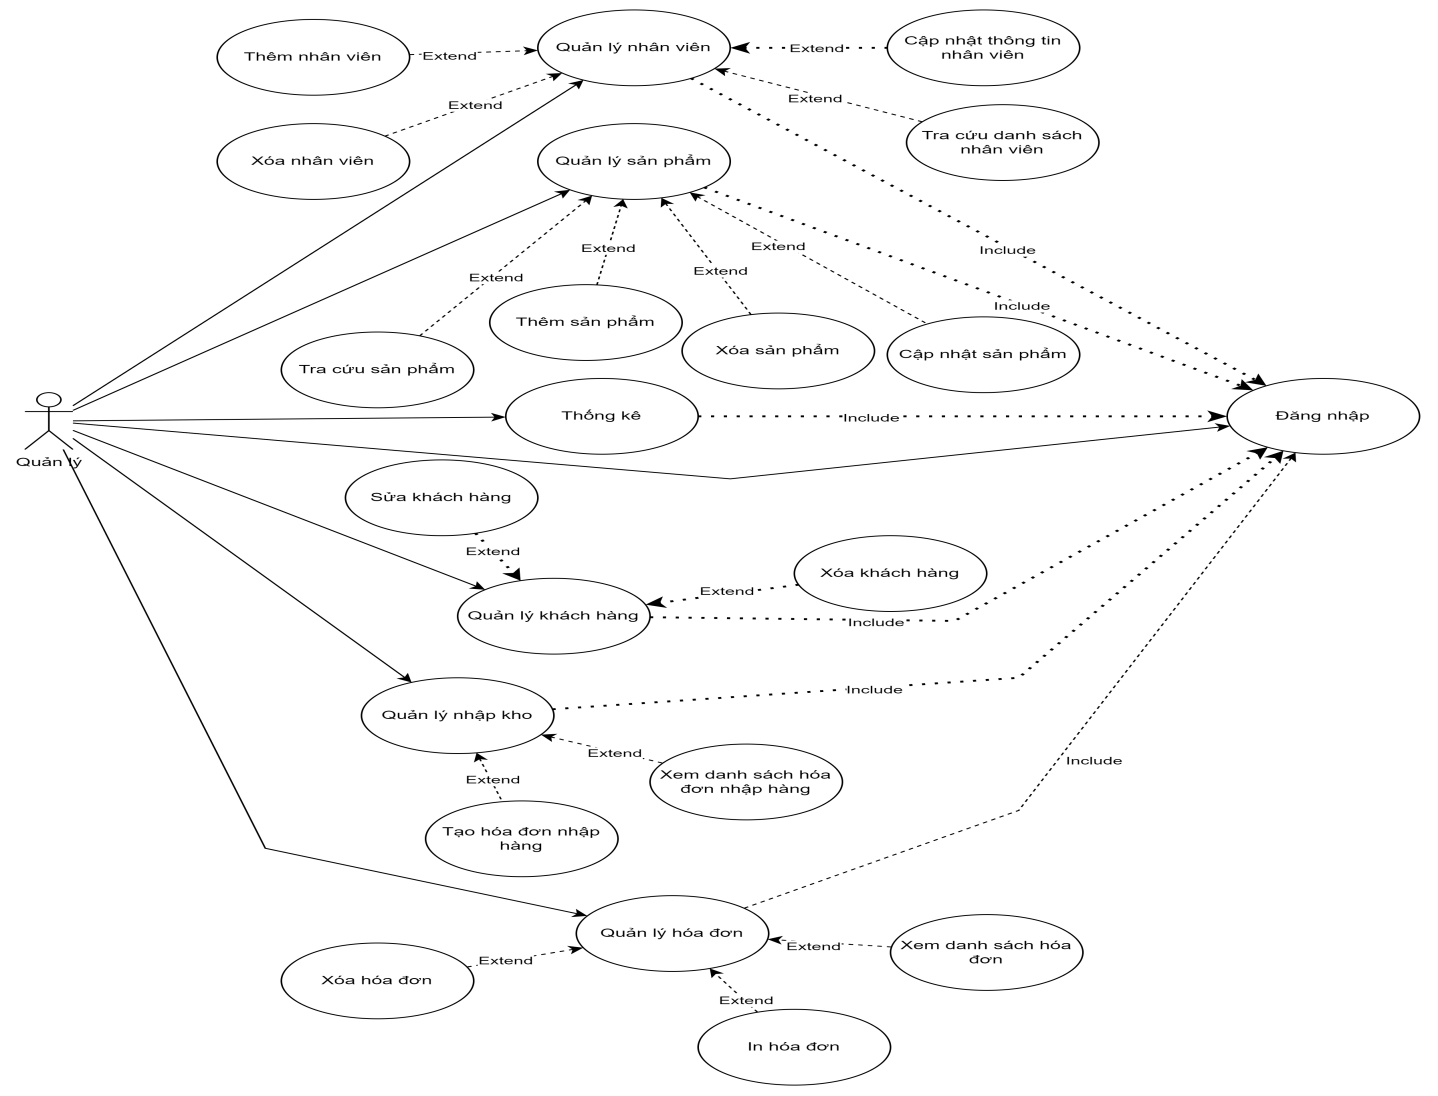 Thêm nhân viên
Extend
Quản lý nhân viên
Extend
Cập nhật thông tin
nhân viên
Extend
Extend
Xóa nhân viên
Quản lý sản phẩm
Tra cứu danh sách
nhân viên
Extend
Extend
Extend
Extend
Include
Include
Thêm sản phẩm
Xóa sản phẩm
Cập nhật sản phẩm
Tra cứu sản phẩm
Thống kê
Include
Đăng nhập
Quản lý
Sửa khách hàng
Extend
Xóa khách hàng
Extend
Quản lý khách hàng
Include
Include
Quản lý nhập kho
Extend
Include
Extend
Xem danh sách hóa
đơn nhập hàng
Tạo hóa đơn nhập
hàng
Quản lý hóa đơn
Extend
Xem danh sách hóa
đơn
Extend
Xóa hóa đơn
Extend
In hóa đơn